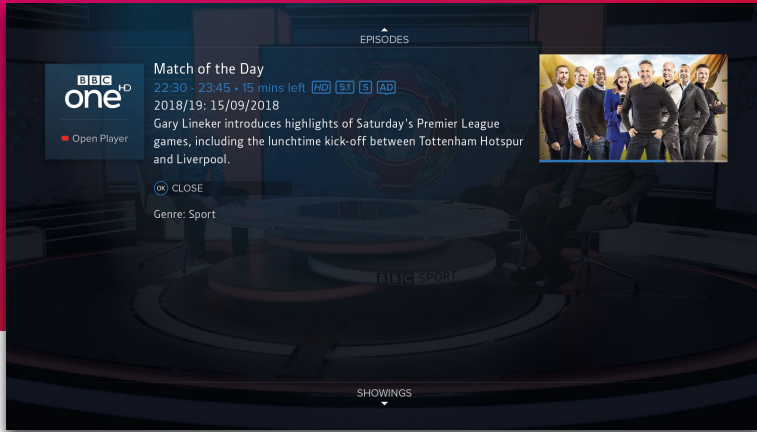 EPISODES
BBC
one HD
Open Player
Match of the Day
22:30 - 23:45 • 15 mins left HD 5.1 S AD
2018/19: 15/09/2018
Gary Lineker introduces highlights of Saturday's Premier League
games, including the lunchtime kick-off between Tottenham Hotspur
and Liverpool.
OK CLOSE
Genre: Sport
BBC SPORT
SHOWINGS